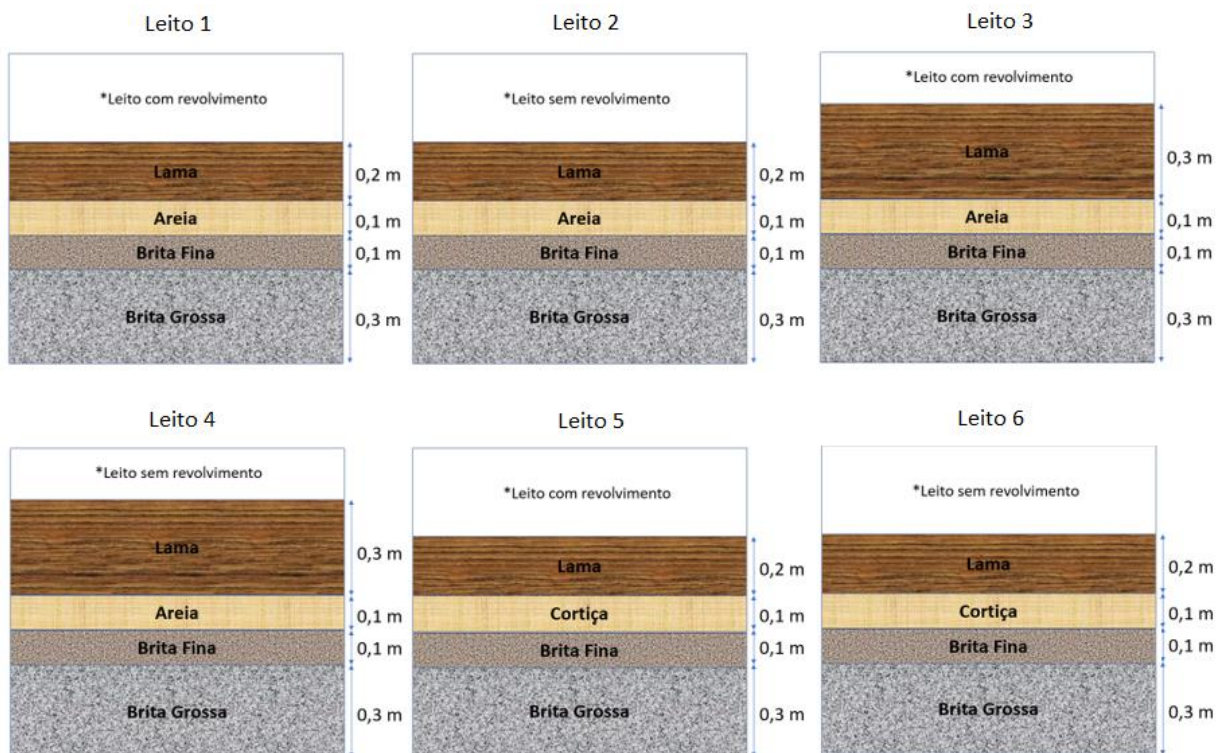 Leito 1
*Leito com revolvimento
Lama
0,2 m
Areia
0,1 m
Brita Fina
0,1 m
Brita Grossa
0,3 m
Leito 2
*Leito sem revolvimento
Lama
0,2 m
Areia
0,1 m
Brita Fina
0,1 m
Brita Grossa
0,3 m
Leito 3
*Leito com revolvimento
Lama
0,3 m
Areia
0,1 m
Brita Fina
0,1 m
Brita Grossa
0,3 m
Leito 4
*Leito sem revolvimento
Lama
0,3 m
Areia
0,1 m
Brita Fina
0,1 m
Brita Grossa
0,3 m
Leito 5
*Leito com revolvimento
Lama
0,2 m
Cortiça
0,1 m
Brita Fina
0,1 m
Brita Grossa
0,3 m
Leito 6
*Leito sem revolvimento
Lama
0,2 m
Cortiça
0,1 m
Brita Fina
0,1 m
Brita Grossa
0,3 m